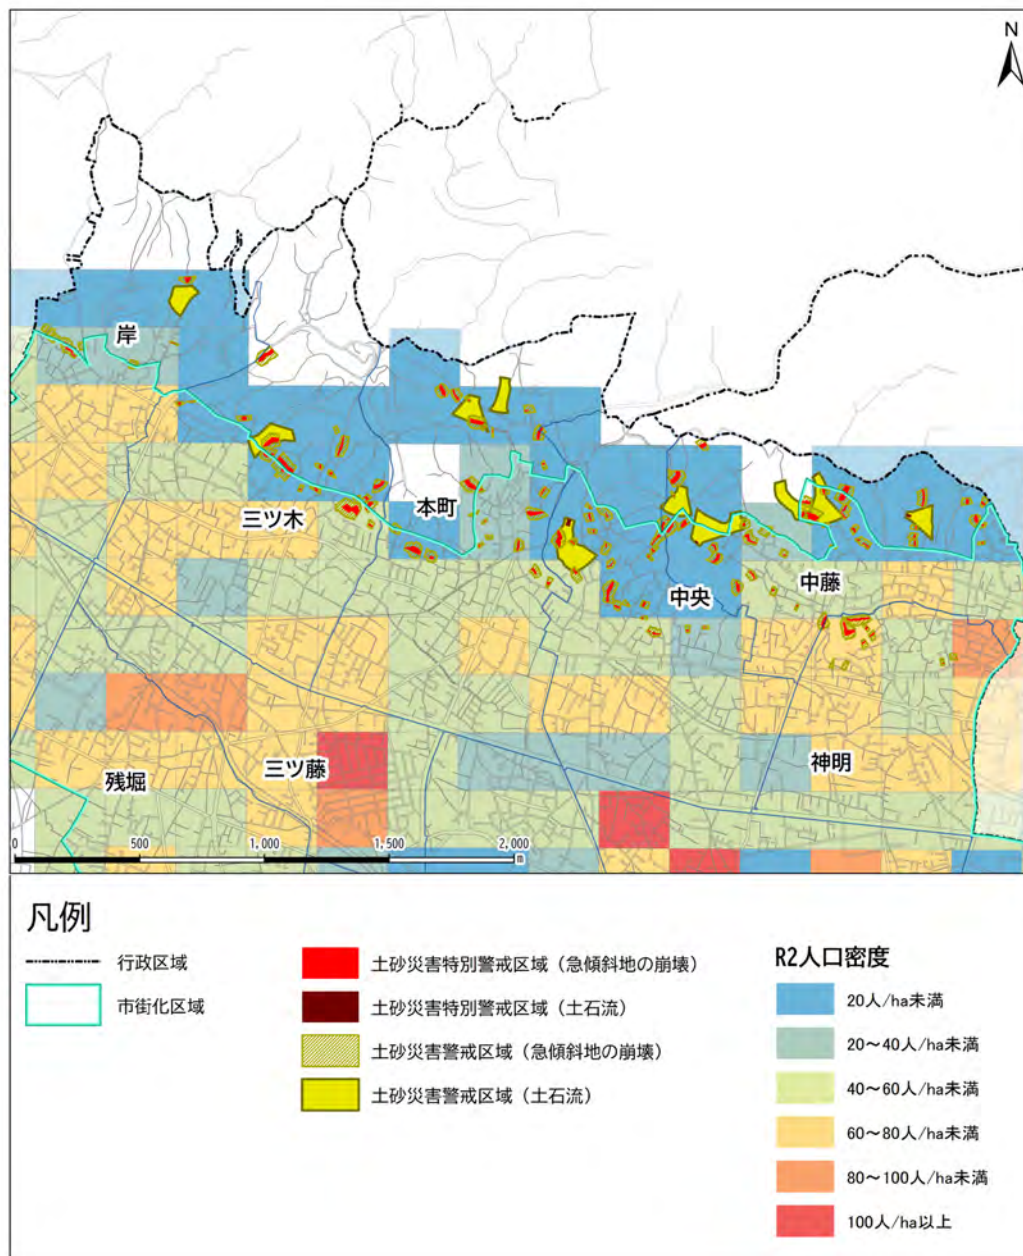 N
岸
三ツ木
本町
中央
中藤
残堀
三ツ藤
神明
0 500 1,000 1,500 2,000
m
凡例
行政区域
市街化区域
土砂災害特別警戒区域（急傾斜地の崩壊）
土砂災害特別警戒区域（土石流）
土砂災害警戒区域（急傾斜地の崩壊）
土砂災害警戒区域（土石流）
R2人口密度
20人/ha未満
20～40人/ha未満
40～60人/ha未満
60～80人/ha未満
80～100人/ha未満
100人/ha以上